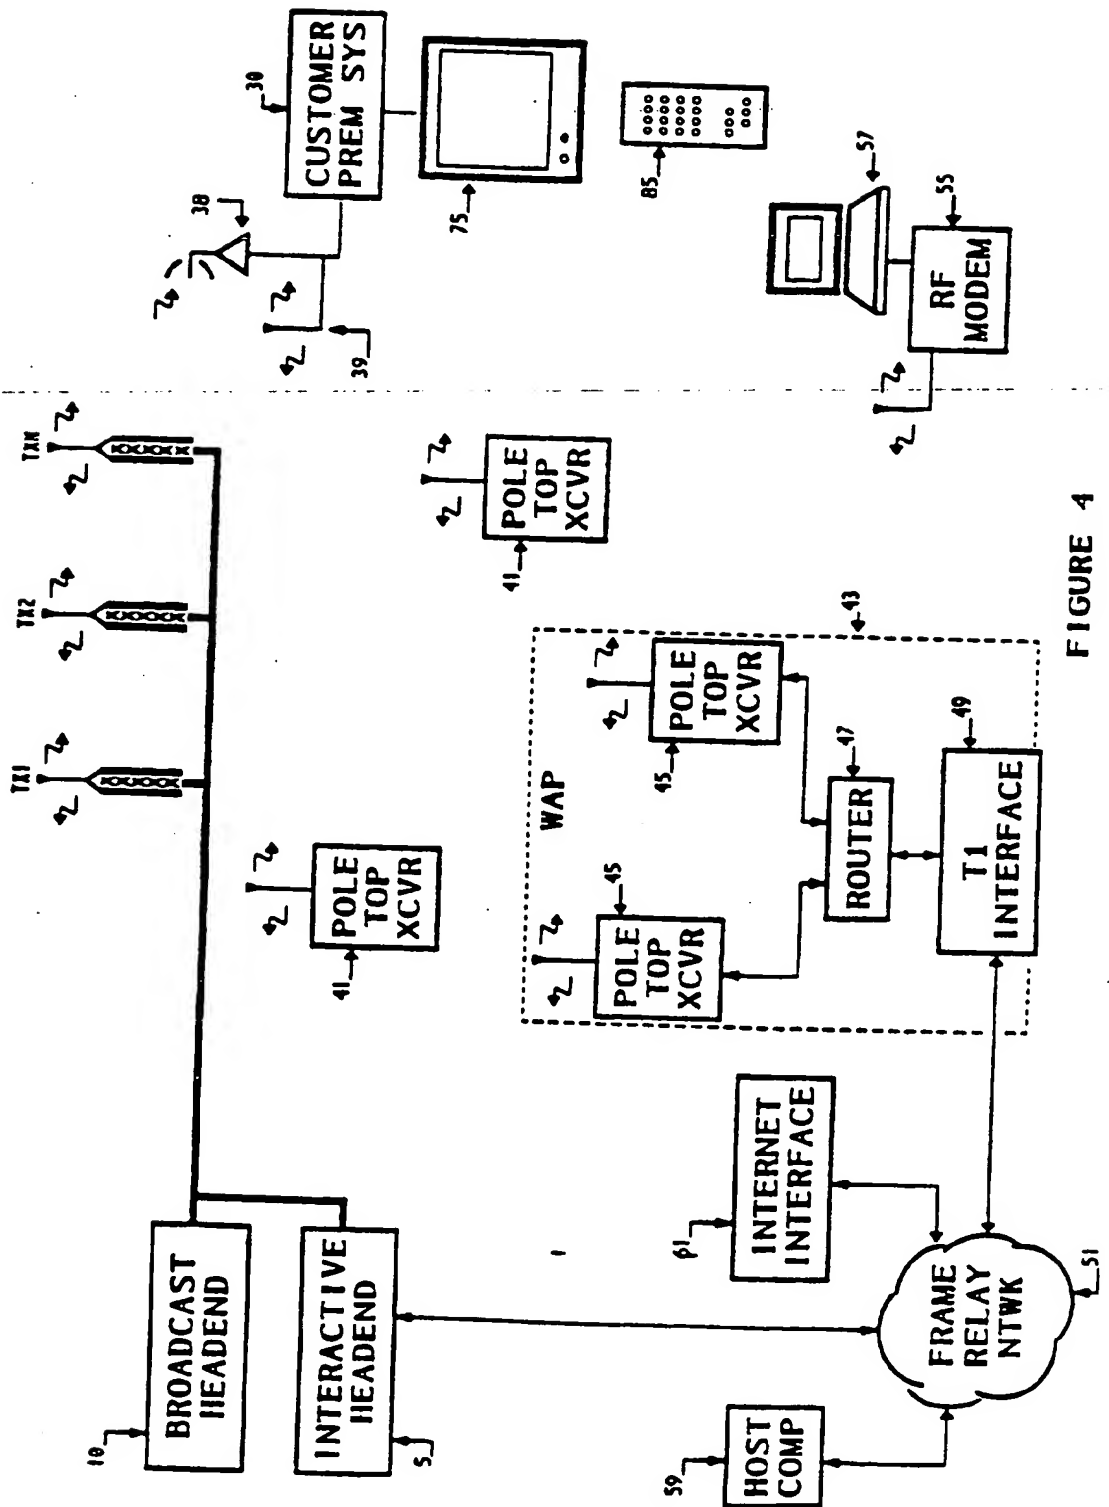 TX1
TX2
TXN
10
BROADCAST
HEADEND
INTERACTIVE
HEADEND
5
38
39
30
CUSTOMER
PREM SYS
75
85
POLE
TOP
XCVR
41
POLE
TOP
XCVR
41
57
RF
MODEM
55
WAP
43
POLE
TOP
XCVR
45
POLE
TOP
XCVR
45
ROUTER
47
T1
INTERFACE
49
INTERNET
INTERFACE
61
59
HOST
COMP
FRAME
RELAY
NTWK
51
FIGURE 4